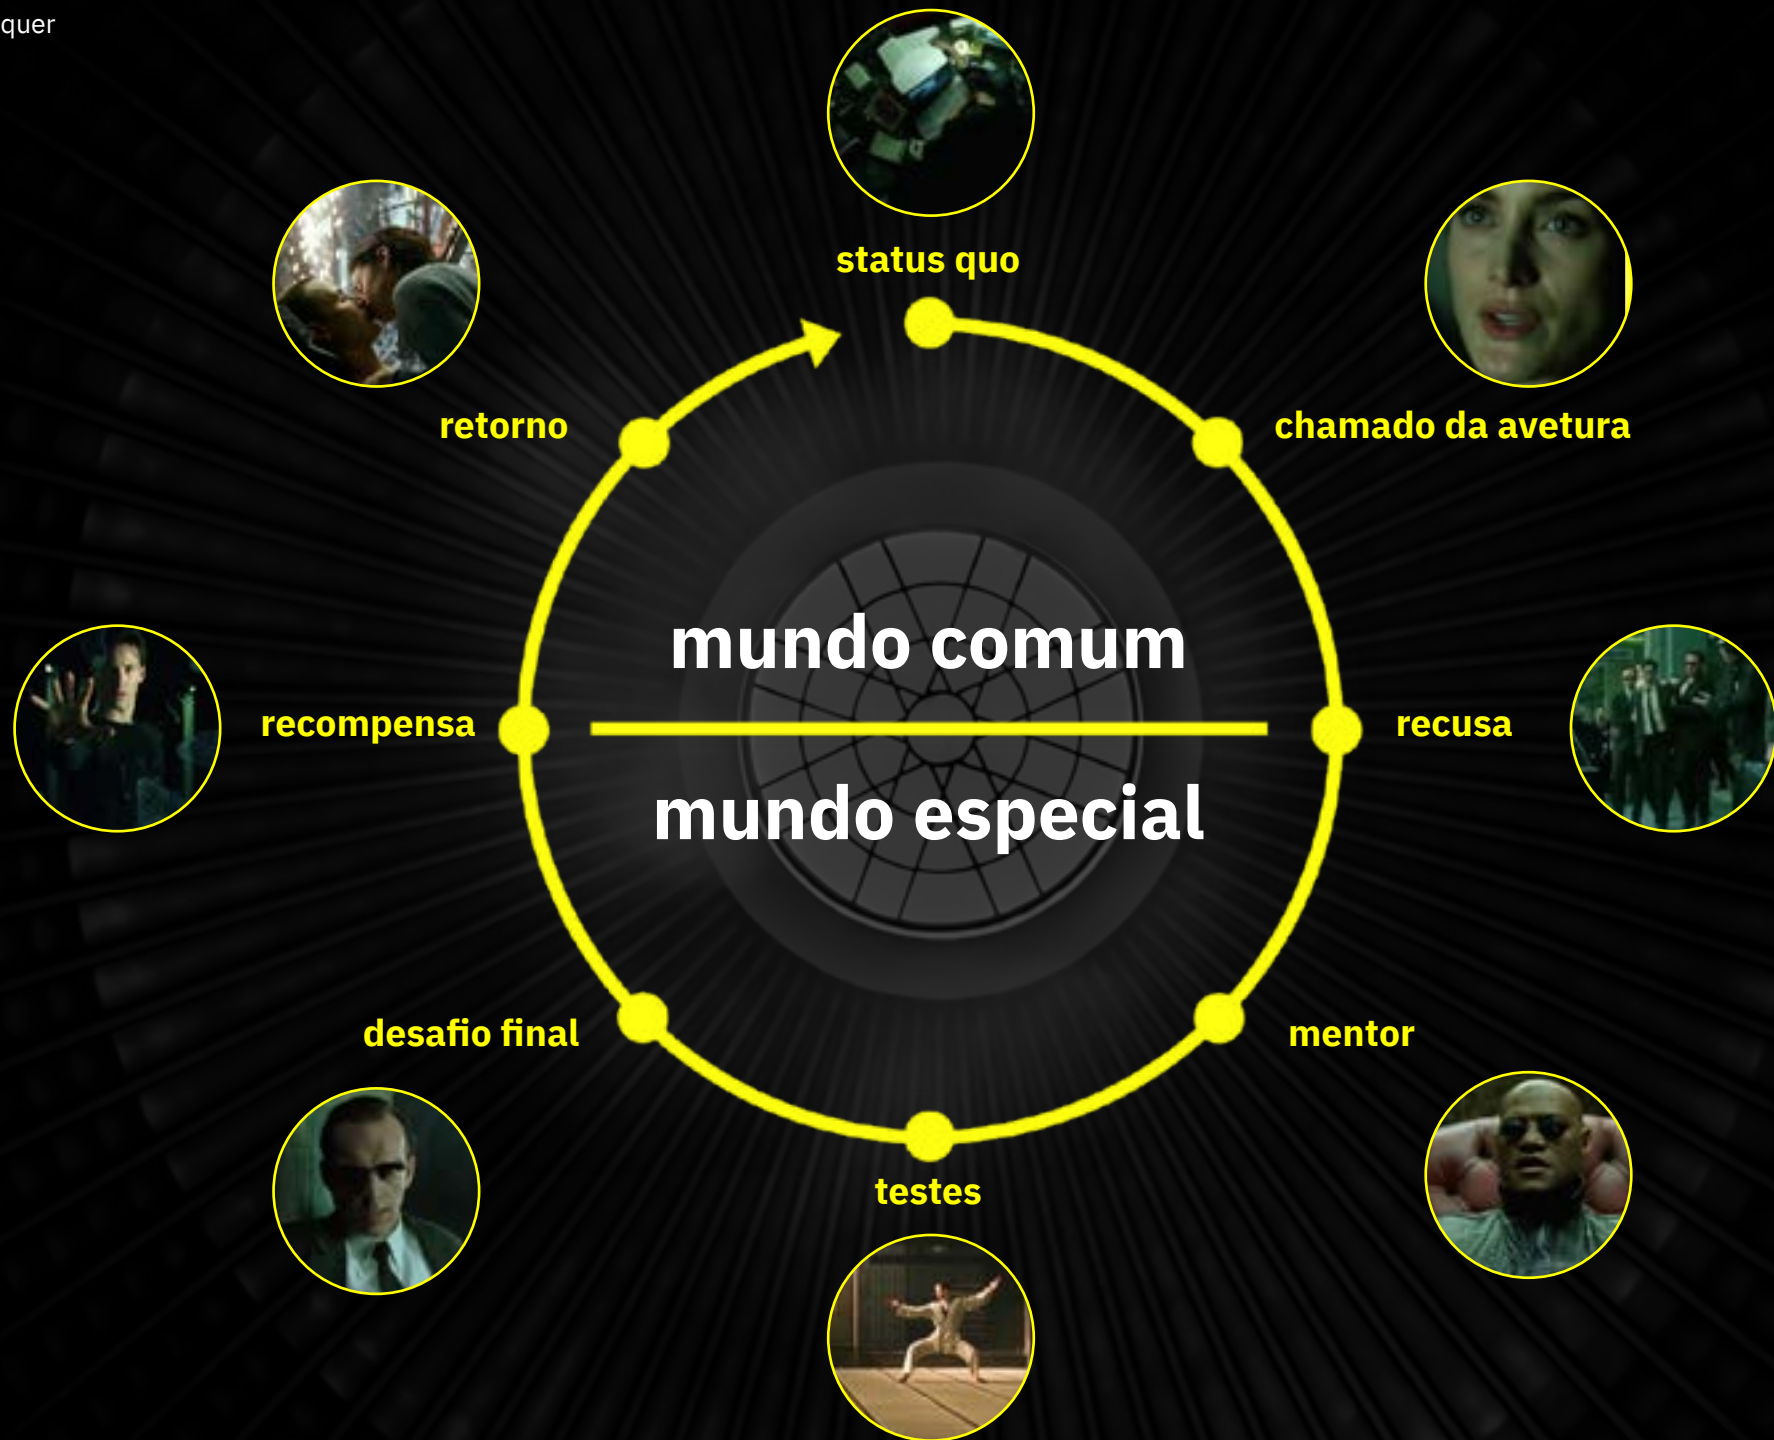 quer
status quo
retorno
chamado da avetura
mundo comum
recompensa
recusa
mundo especial
desafio final
mentor
testes